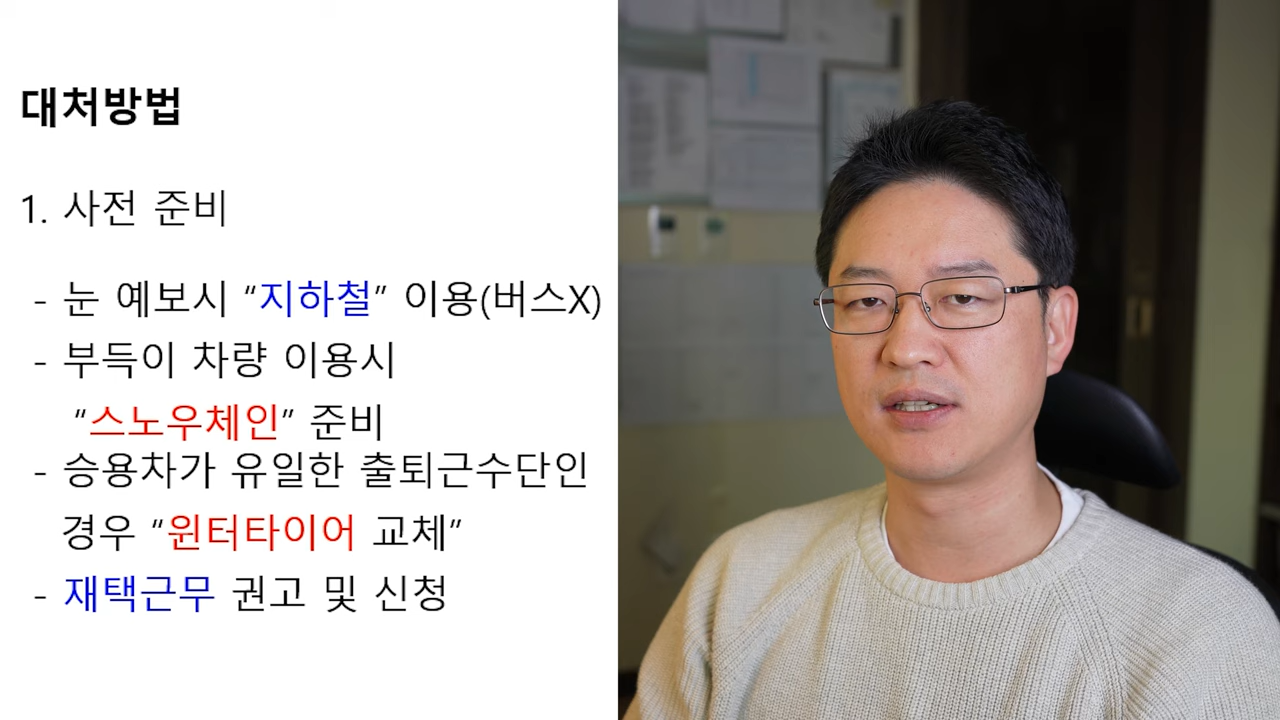 대처방법
1. 사전 준비
- 눈 예보시 “지하철” 이용(버스X)
- 부득이 차량 이용시
“스노우체인” 준비
- 승용차가 유일한 출퇴근수단인
경우 “윈터타이어 교체”
- 재택근무 권고 및 신청